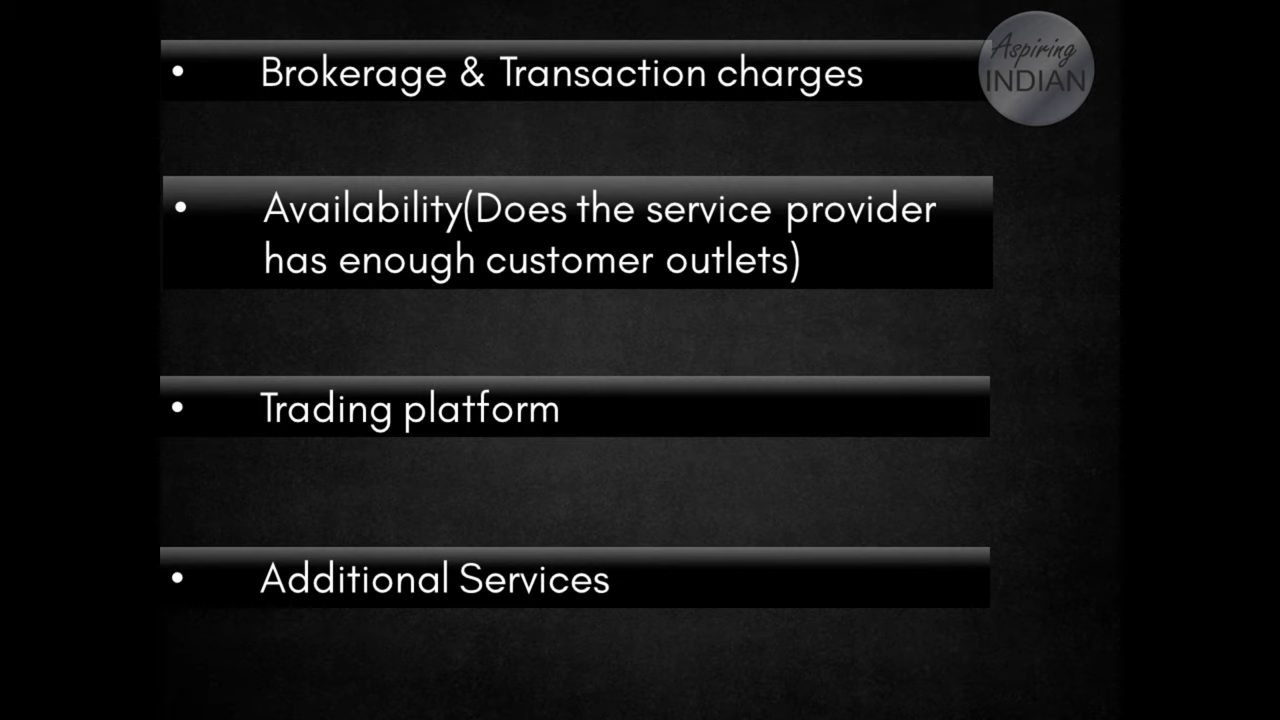 • Brokerage & Transaction charges
Aspiring
INDIAN
• Availability(Does the service provider
has enough customer outlets)
• Trading platform
• Additional Services